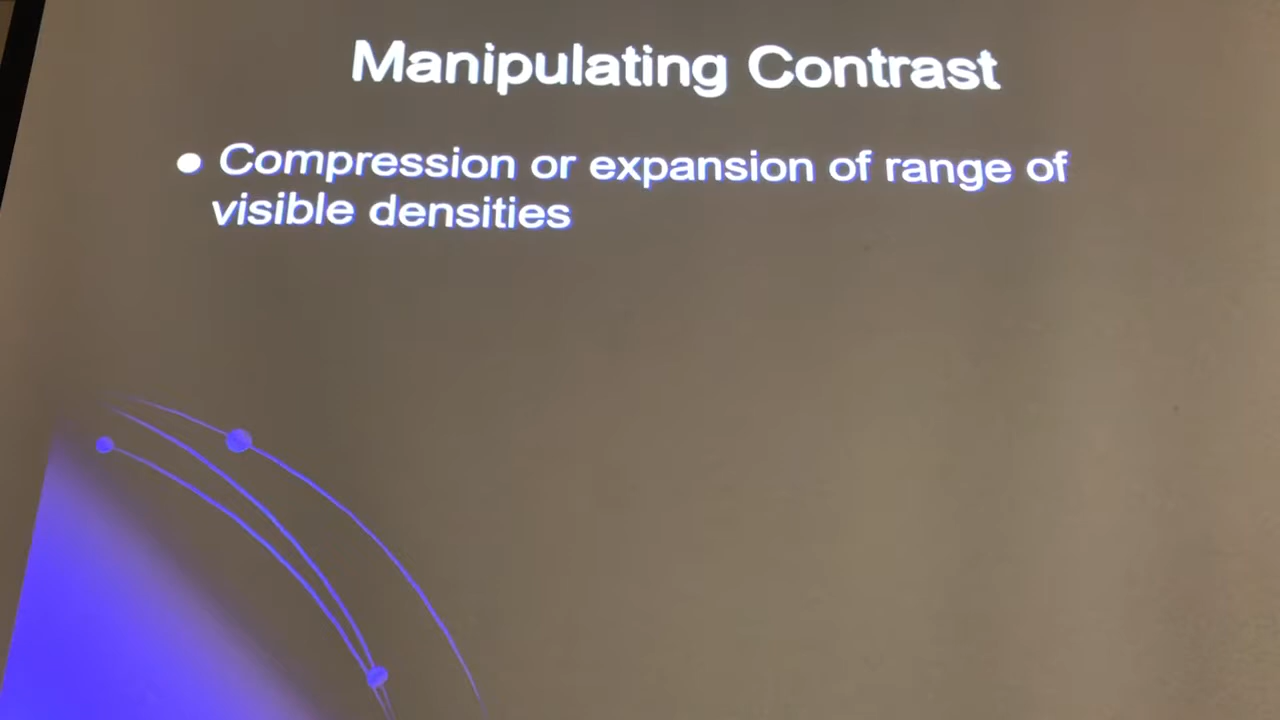 Manipulating Contrast
• Compression or expansion of range of
visible densities